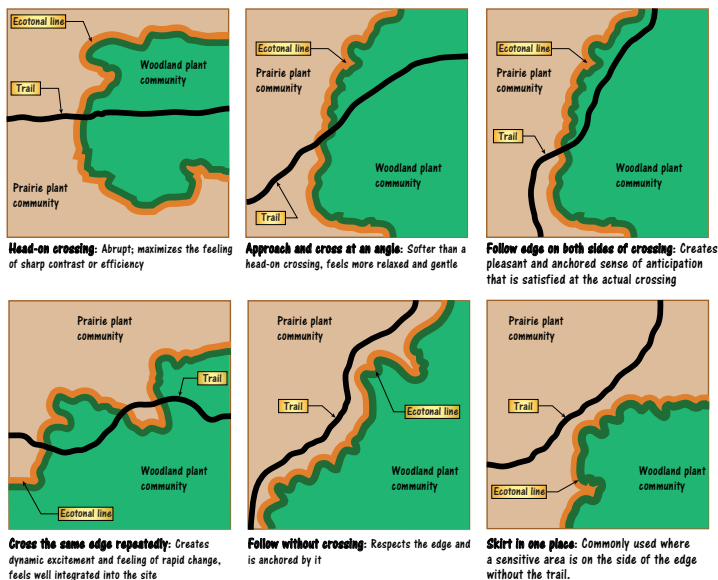 Ecotonal line
Woodland plant
community
Trail
Prairie plant
community
Head-on crossing: Abrupt; maximizes the feeling
of sharp contrast or efficiency
Ecotonal line
Prairie plant
community
Woodland plant
community
Trail
Approach and cross at an angle: Softer than a
head-on crossing, feels more relaxed and gentle
Ecotonal line
Prairie plant
community
Trail
Woodland plant
community
Follow edge on both sides of crossing: Creates
pleasant and anchored sense of anticipation
that is satisfied at the actual crossing
Prairie plant
community
Trail
Woodland plant
community
Ecotonal line
Cross the same edge repeatedly: Creates
dynamic excitement and feeling of rapid change,
feels well integrated into the site
Prairie plant
community
Trail
Ecotonal line
Woodland plant
community
Follow without crossing: Respects the edge and
is anchored by it
Prairie plant
community
Trail
Woodland plant
community
Ecotonal line
Skirt in one place: Commonly used where
a sensitive area is on the side of the edge
without the trail.